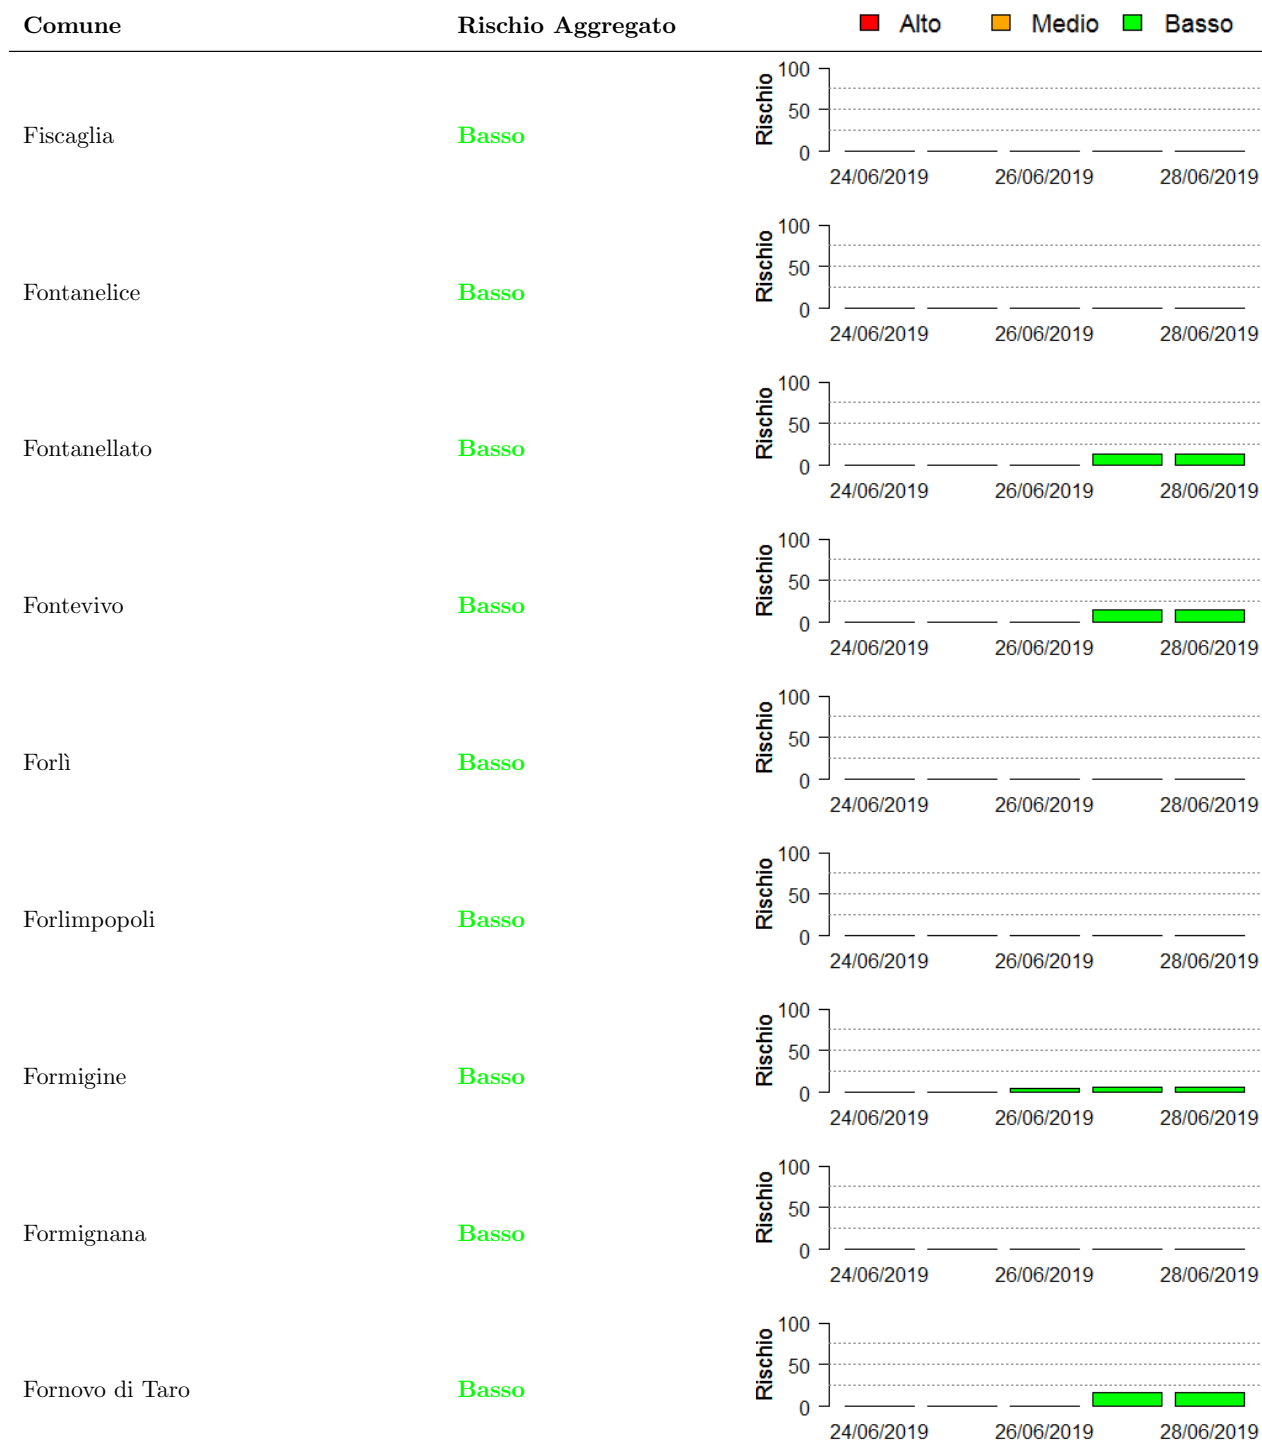 Comune Rischio Aggregato Alto Medio Basso
Fiscaglia Basso Rischio 100 50 0
24/06/2019 26/06/2019 28/06/2019
Fontanelice Basso Rischio 100 50 0
24/06/2019 26/06/2019 28/06/2019
Fontanellato Basso Rischio 100 50 0
24/06/2019 26/06/2019 28/06/2019
Fontevivo Basso Rischio 100 50 0
24/06/2019 26/06/2019 28/06/2019
Forlì Basso Rischio 100 50 0
24/06/2019 26/06/2019 28/06/2019
Forlimpopoli Basso Rischio 100 50 0
24/06/2019 26/06/2019 28/06/2019
Formigine Basso Rischio 100 50 0
24/06/2019 26/06/2019 28/06/2019
Formignana Basso Rischio 100 50 0
24/06/2019 26/06/2019 28/06/2019
Fornovo di Taro Basso Rischio 100 50 0
24/06/2019 26/06/2019 28/06/2019